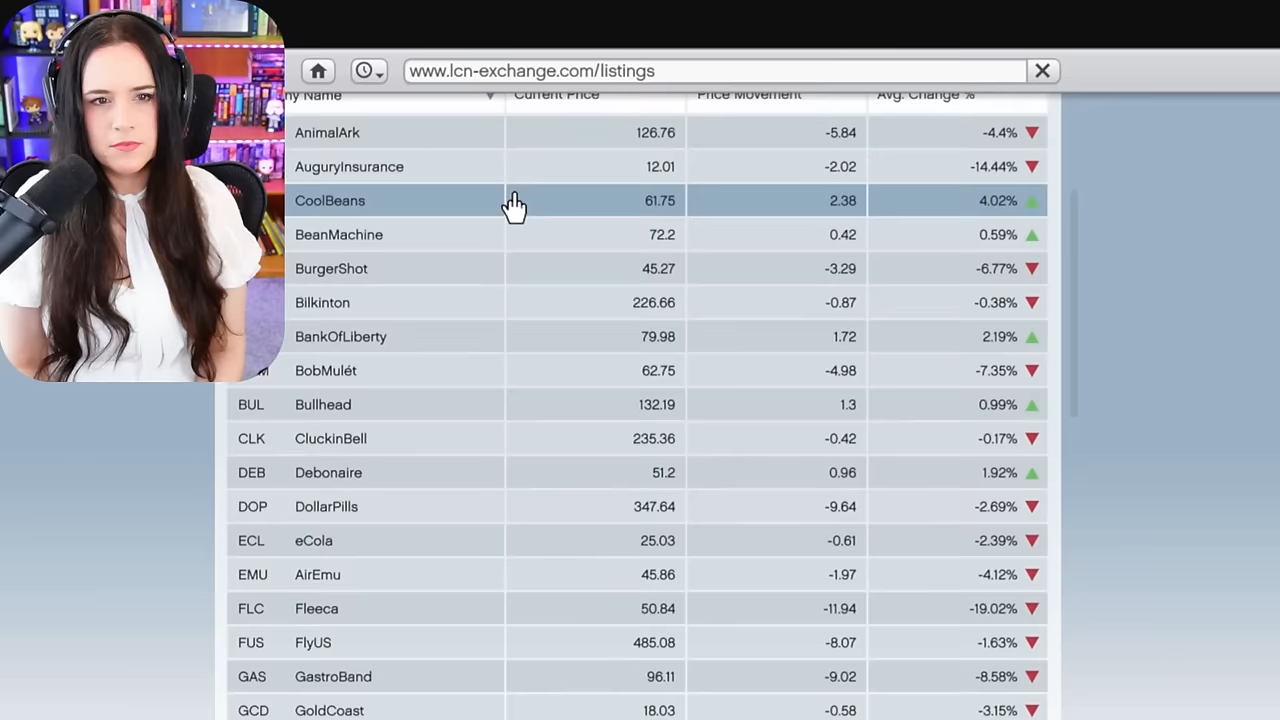 www.lcn-exchange.com/listings
ny Name Current Price Price Movement Avg. Change %
AnimalArk 126.76 -5.84 -4.4%
AuguryInsurance 12.01 -2.02 -14.44%
CoolBeans 61.75 2.38 4.02%
BeanMachine 72.2 0.42 0.59%
BurgerShot 45.27 -3.29 -6.77%
Bilkinton 226.66 -0.87 -0.38%
BankOfLiberty 79.98 1.72 2.19%
M BobMulét 62.75 -4.98 -7.35%
BUL Bullhead 132.19 1.3 0.99%
CLK CluckinBell 235.36 -0.42 -0.17%
DEB Debonaire 51.2 0.96 1.92%
DOP DollarPills 347.64 -9.64 -2.69%
ECL eCola 25.03 -0.61 -2.39%
EMU AirEmu 45.86 -1.97 -4.12%
FLC Fleeca 50.84 -11.94 -19.02%
FUS FlyUS 485.08 -8.07 -1.63%
GAS GastroBand 96.11 -9.02 -8.58%
GCD GoldCoast 18.03 -0.58 -3.15%